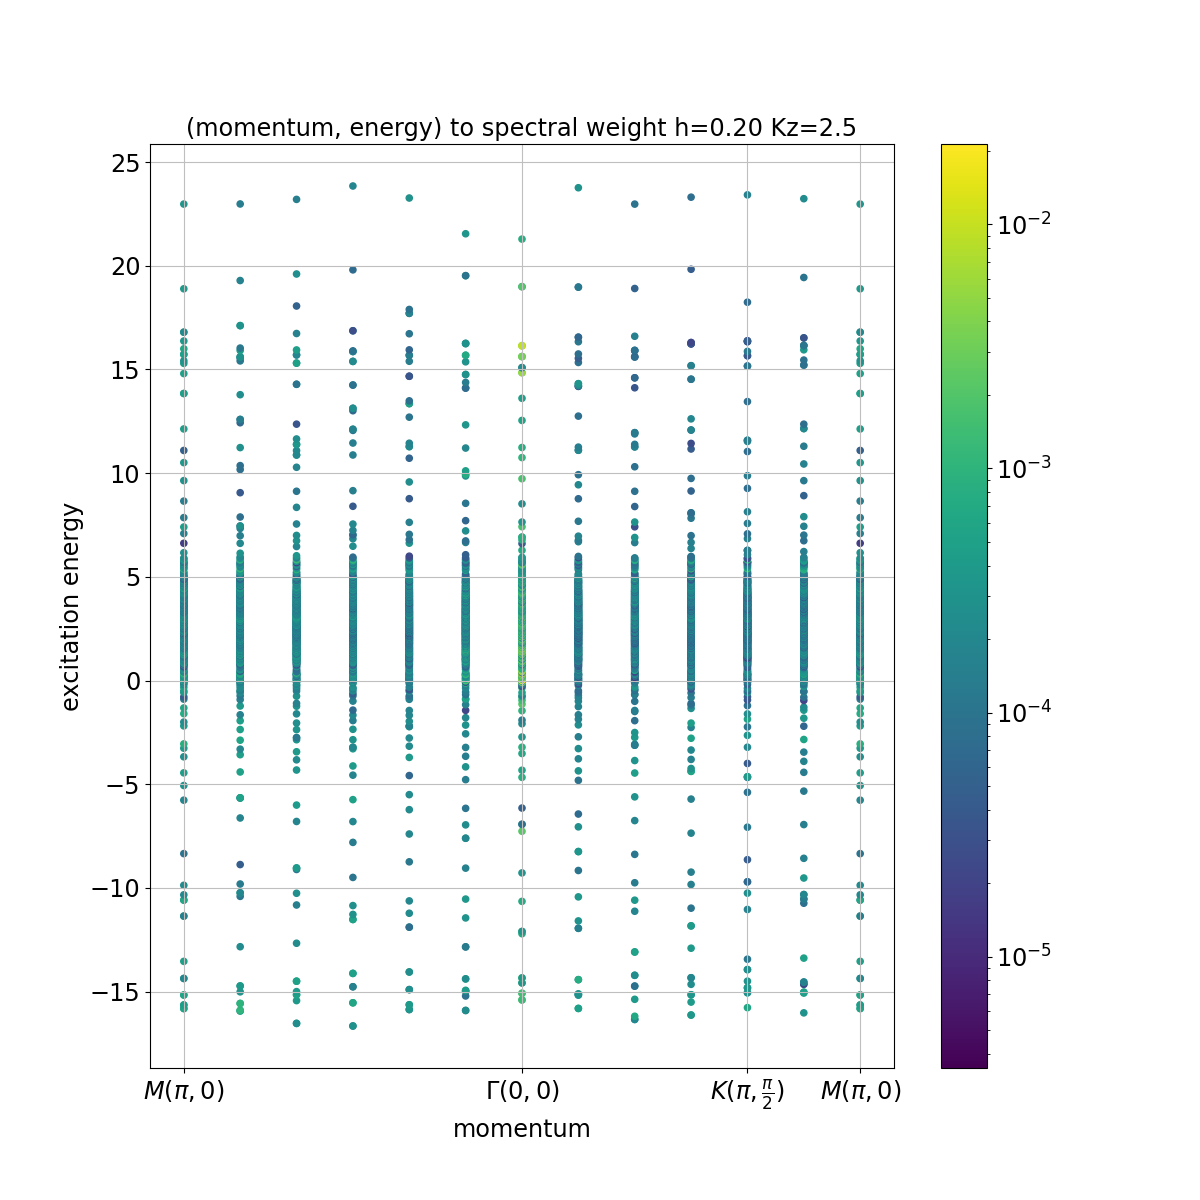 (momentum, energy) to spectral weight h=0.20 Kz=2.5
25
20
15
10
5
0
−5
−10
−15
excitation energy
M(π, 0)
Γ(0, 0)
K(π, π/2)
M(π, 0)
momentum
10⁻²
10⁻³
10⁻⁴
10⁻⁵